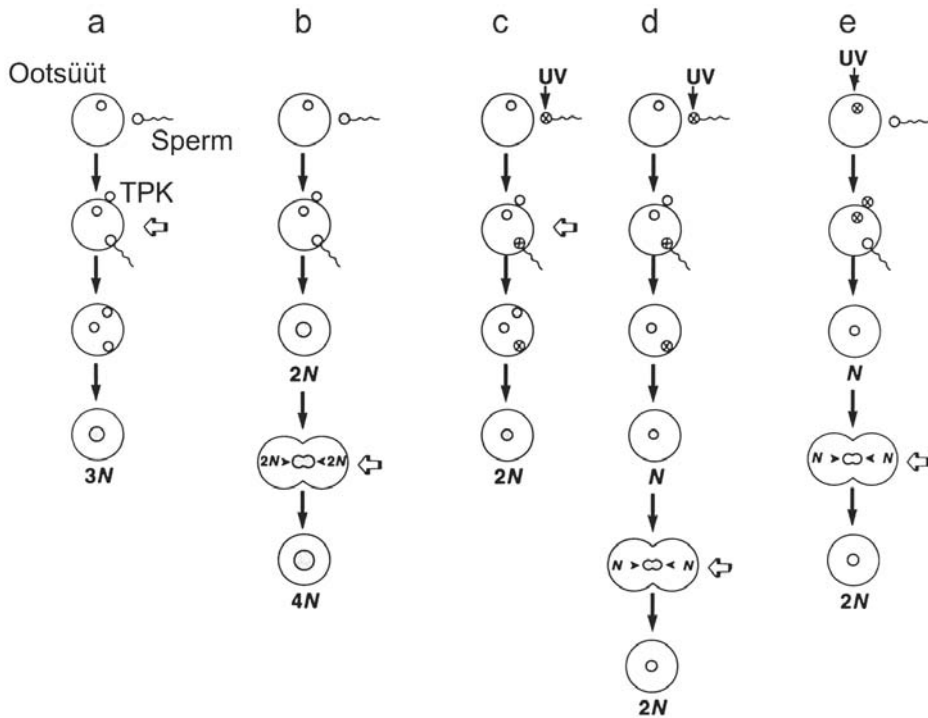 a b c d e
Ootsüüt
UV UV UV
Sperm
TPK
2N N
3N 2N▸ ◂2N 2N N N ▸ ◂ N
4N N ▸ ◂ N 2N
2N